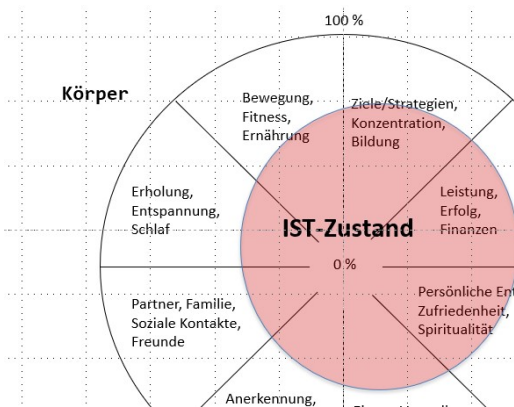 100 %
Körper
Bewegung,
Fitness,
Ernährung
Ziele/Strategien,
Konzentration,
Bildung
Erholung,
Entspannung,
Schlaf
Leistung,
Erfolg,
Finanzen
IST-Zustand
0 %
Partner, Familie,
Soziale Kontakte,
Freunde
Persönliche
Zufriedenheit,
Spiritualität
Anerkennung,